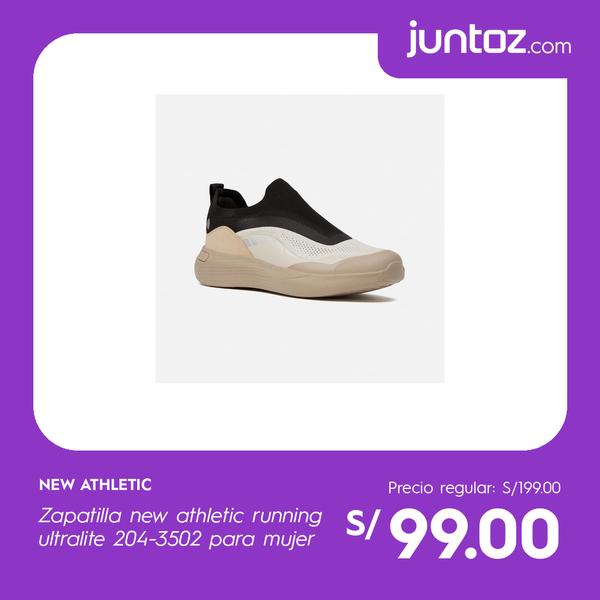 juntoz.com
NEW ATHLETIC
Zapatilla new athletic running
ultralite 204-3502 para mujer
Precio regular: S/199.00
S/ 99.00